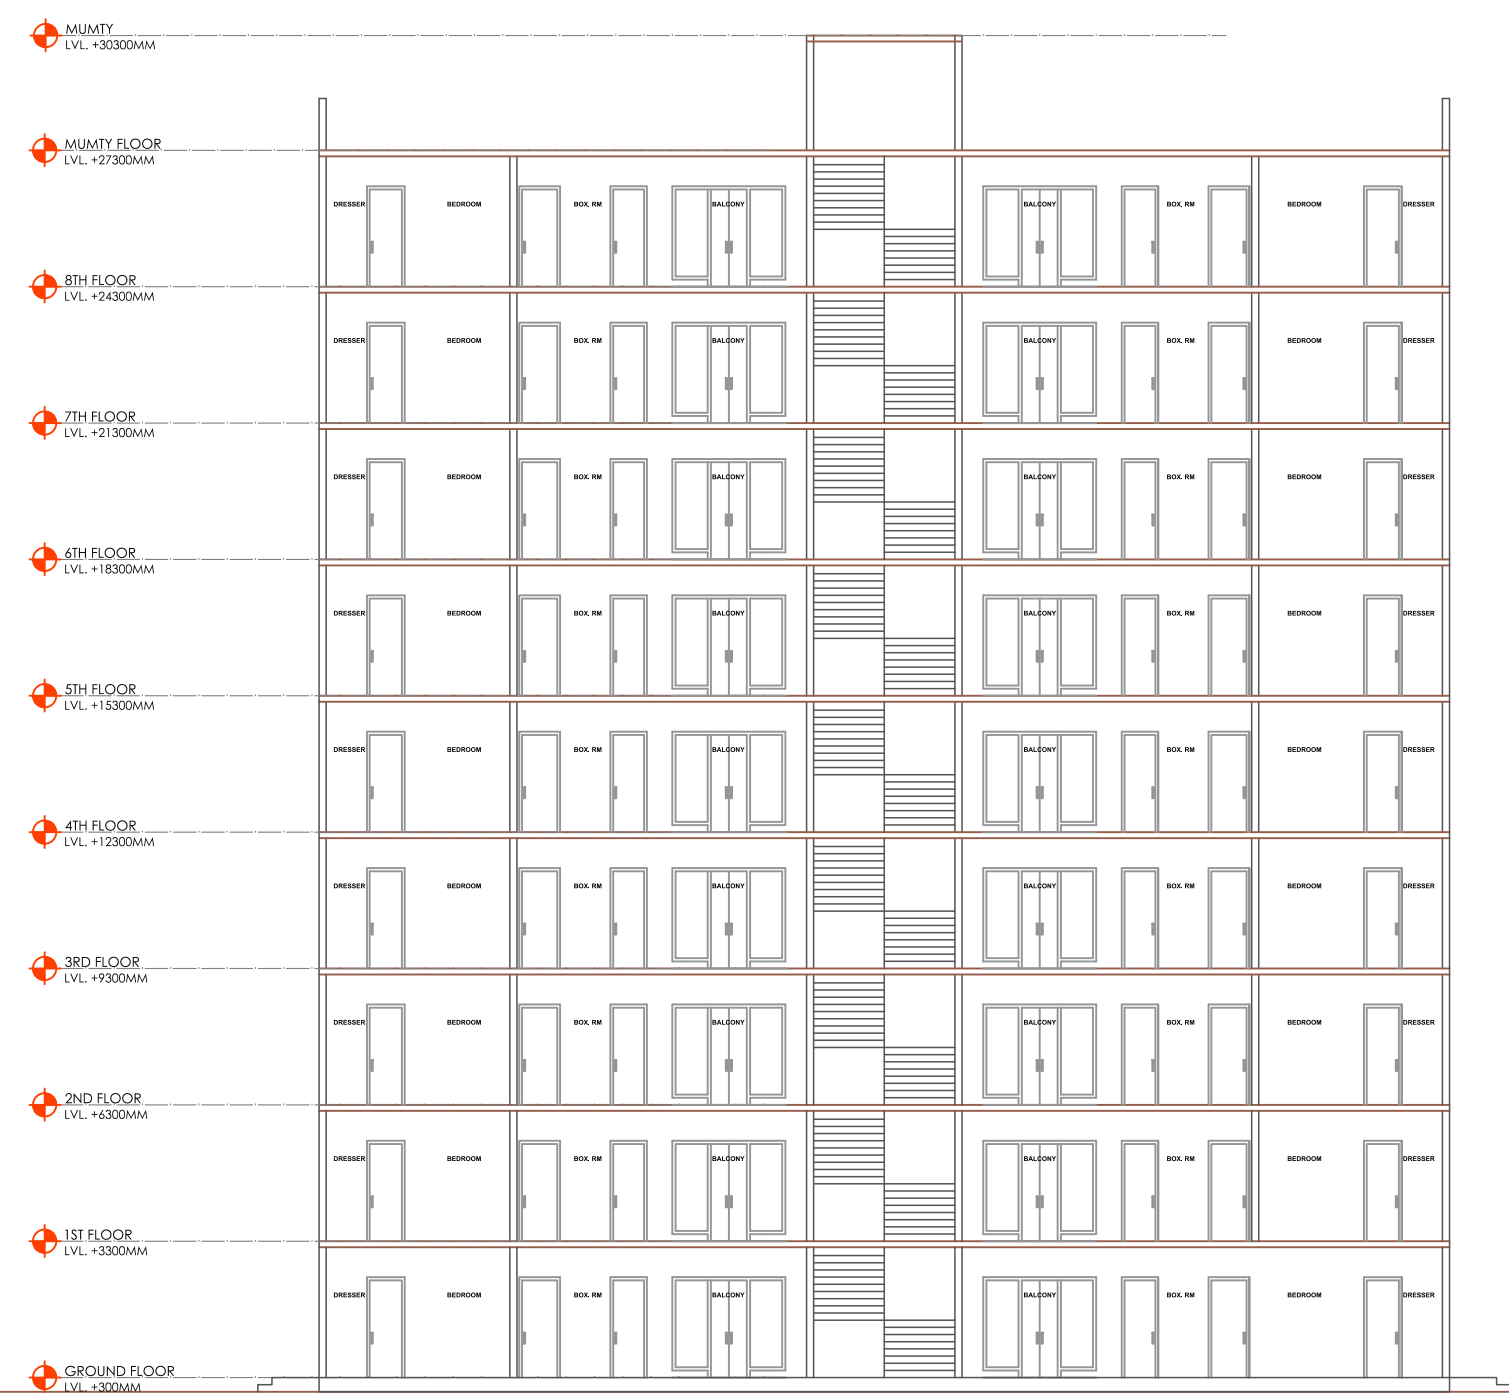 MUMTY
LVL. +30300MM
MUMTY FLOOR
LVL. +27300MM
DRESSER BEDROOM BOX. RM BALCONY BALCONY BOX. RM BEDROOM DRESSER
8TH FLOOR
LVL. +24300MM
DRESSER BEDROOM BOX. RM BALCONY BALCONY BOX. RM BEDROOM DRESSER
7TH FLOOR
LVL. +21300MM
DRESSER BEDROOM BOX. RM BALCONY BALCONY BOX. RM BEDROOM DRESSER
6TH FLOOR
LVL. +18300MM
DRESSER BEDROOM BOX. RM BALCONY BALCONY BOX. RM BEDROOM DRESSER
5TH FLOOR
LVL. +15300MM
DRESSER BEDROOM BOX. RM BALCONY BALCONY BOX. RM BEDROOM DRESSER
4TH FLOOR
LVL. +12300MM
DRESSER BEDROOM BOX. RM BALCONY BALCONY BOX. RM BEDROOM DRESSER
3RD FLOOR
LVL. +9300MM
DRESSER BEDROOM BOX. RM BALCONY BALCONY BOX. RM BEDROOM DRESSER
2ND FLOOR
LVL. +6300MM
DRESSER BEDROOM BOX. RM BALCONY BALCONY BOX. RM BEDROOM DRESSER
1ST FLOOR
LVL. +3300MM
DRESSER BEDROOM BOX. RM BALCONY BALCONY BOX. RM BEDROOM DRESSER
GROUND FLOOR
LVL. +300MM